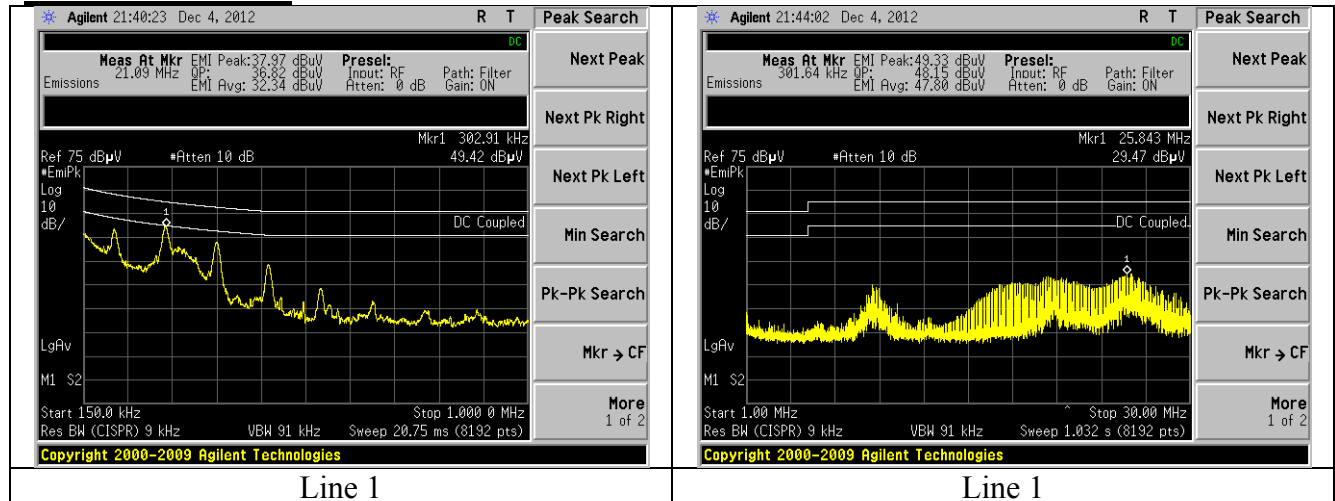 Agilent 21:40:23 Dec 4, 2012 R T Peak Search
DC
Meas At Mkr EMI Peak:37.97 dBuV Presel:
21.09 MHz QP: 36.82 dBuV Input: RF Path: Filter
Emissions EMI Avg: 32.34 dBuV Atten: 0 dB Gain: ON
Mkr1 302.91 kHz
Ref 75 dBµV #Atten 10 dB 49.42 dBµV
#EmiPk
Log
10
dB/
1
DC Coupled
LgAv
M1 S2
Start 150.0 kHz Stop 1.000 0 MHz
Res BW (CISPR) 9 kHz VBW 91 kHz Sweep 20.75 ms (8192 pts)
Copyright 2000-2009 Agilent Technologies
Next Peak
Next Pk Right
Next Pk Left
Min Search
Pk-Pk Search
Mkr → CF
More
1 of 2
Line 1
Agilent 21:44:02 Dec 4, 2012 R T Peak Search
DC
Meas At Mkr EMI Peak:49.33 dBuV Presel:
301.64 kHz QP: 48.15 dBuV Input: RF Path: Filter
Emissions EMI Avg: 47.80 dBuV Atten: 0 dB Gain: ON
Mkr1 25.843 MHz
Ref 75 dBµV #Atten 10 dB 29.47 dBµV
#EmiPk
Log
10
dB/
DC Coupled
1
LgAv
M1 S2
Start 1.00 MHz ^ Stop 30.00 MHz
Res BW (CISPR) 9 kHz VBW 91 kHz Sweep 1.032 s (8192 pts)
Copyright 2000-2009 Agilent Technologies
Next Peak
Next Pk Right
Next Pk Left
Min Search
Pk-Pk Search
Mkr → CF
More
1 of 2
Line 1